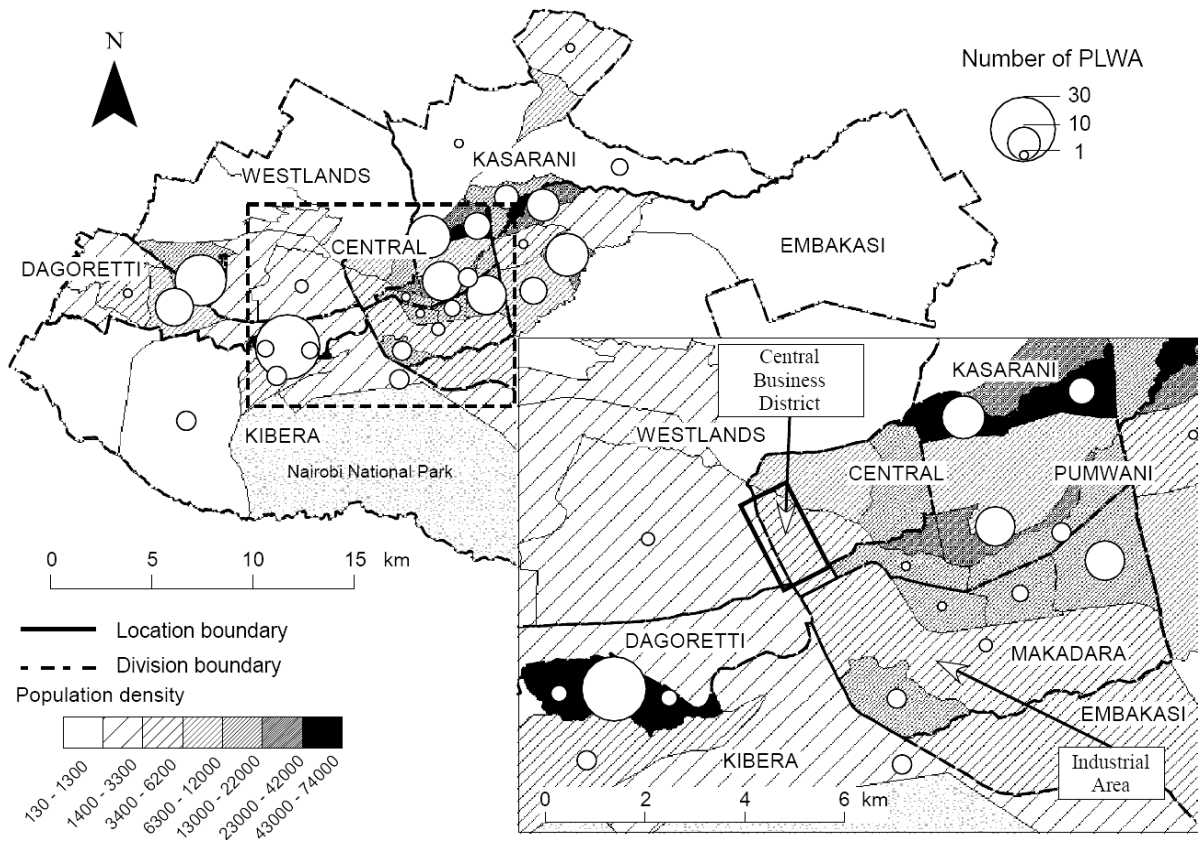 N
Number of PLWA
30
10
1
KASARANI
WESTLANDS
CENTRAL
EMBAKASI
DAGORETTI
KIBERA
Nairobi National Park
0 5 10 15 km
Location boundary
Division boundary
Population density
130 - 1300
1400 - 3300
3400 - 6200
6300 - 12000
13000 - 22000
23000 - 42000
43000 - 74000
Central
Business
District
KASARANI
WESTLANDS
CENTRAL
PUMWANI
DAGORETTI
MAKADARA
EMBAKASI
KIBERA
Industrial
Area
0 2 4 6 km